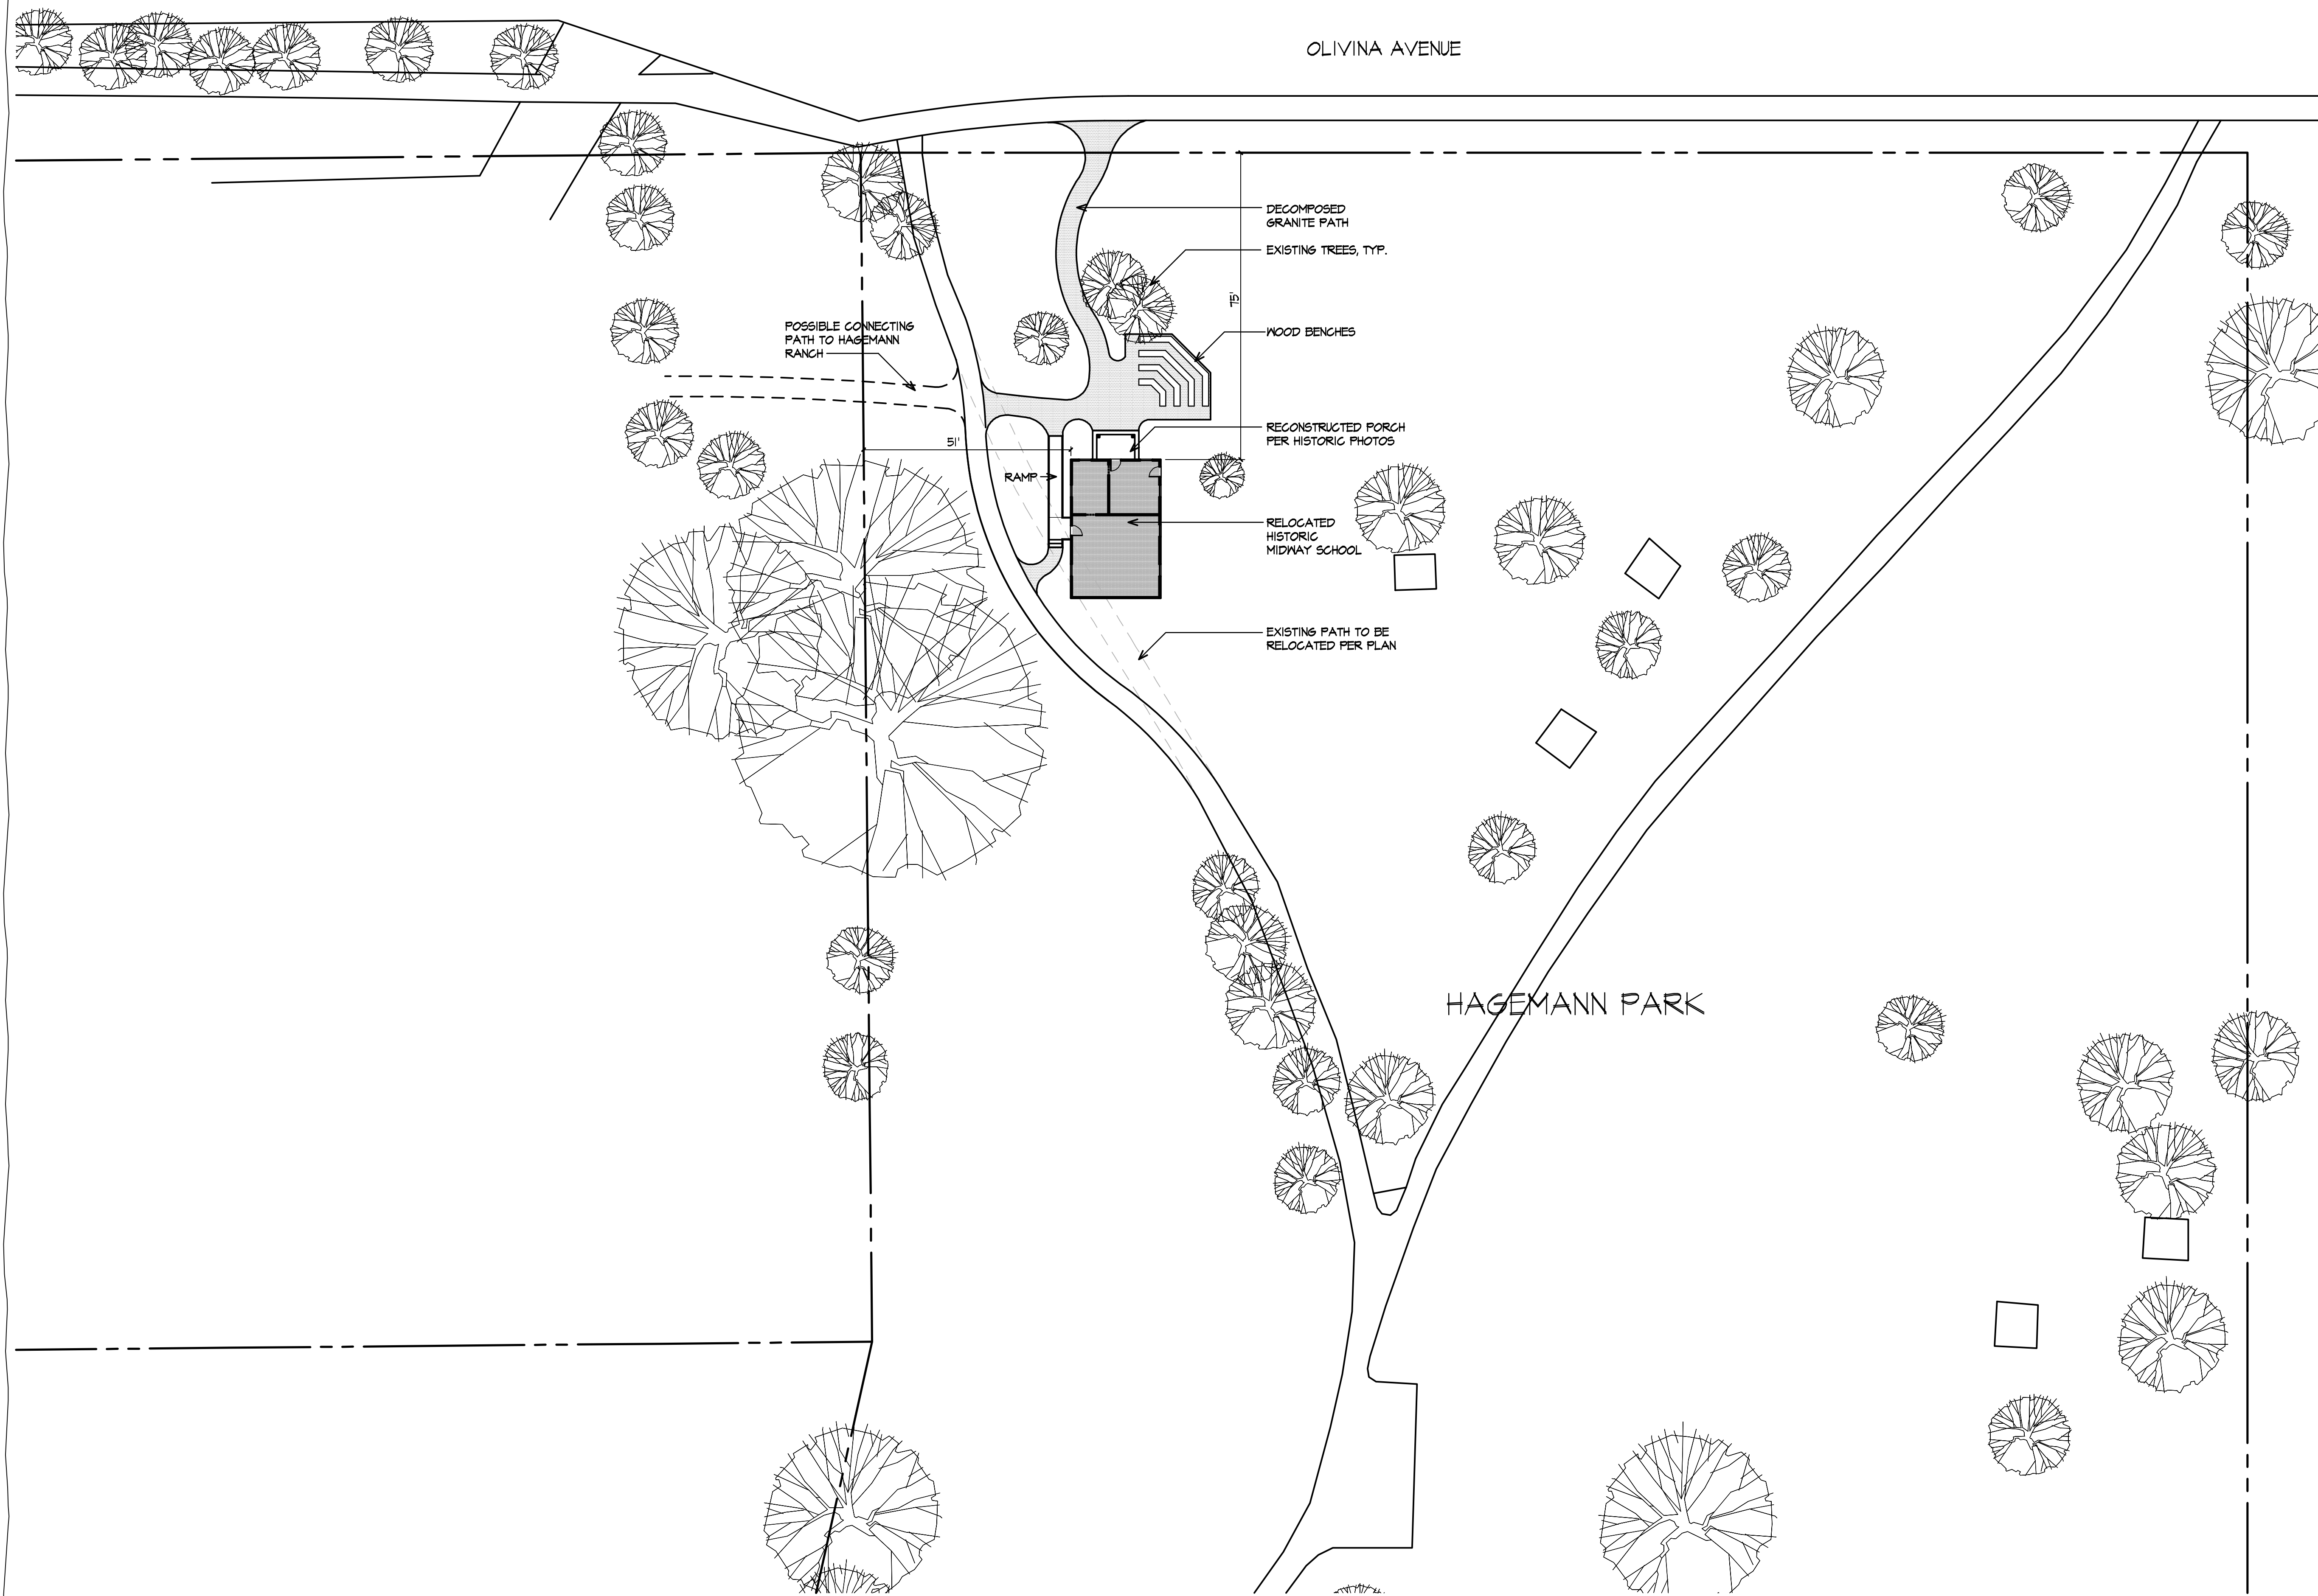 OLIVINA AVENUE
DECOMPOSED
GRANITE PATH
EXISTING TREES, TYP.
75'
POSSIBLE CONNECTING
PATH TO HAGEMANN
RANCH
WOOD BENCHES
51'
RECONSTRUCTED PORCH
PER HISTORIC PHOTOS
RAMP
RELOCATED
HISTORIC
MIDWAY SCHOOL
EXISTING PATH TO BE
RELOCATED PER PLAN
HAGEMANN PARK